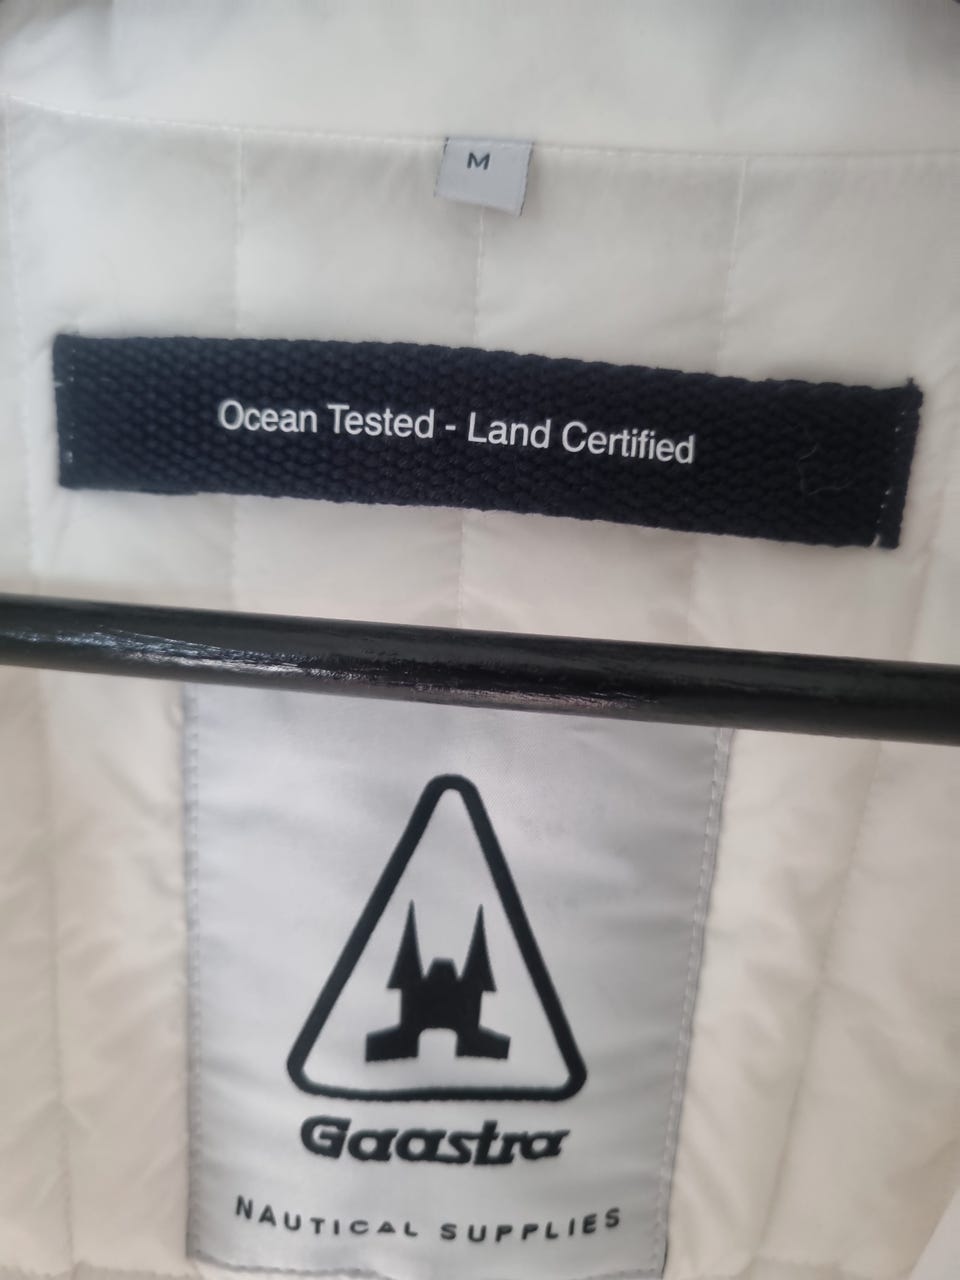 M
Ocean Tested - Land Certified
Gaastra
NAUTICAL SUPPLIES